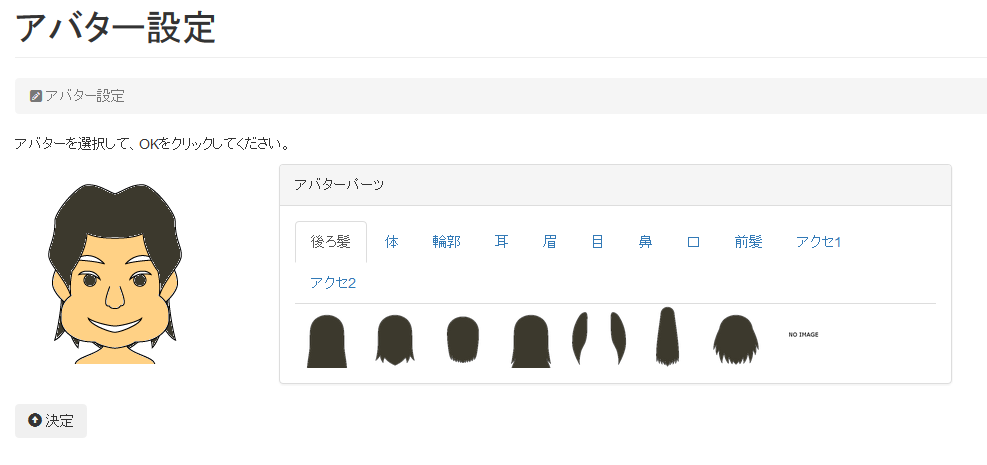 アバター設定
アバター設定
アバターを選択して、OKをクリックしてください。
アバターパーツ
後ろ髪 体 輪郭 耳 眉 目 鼻 口 前髪 アクセ1
アクセ2
NO IMAGE
決定